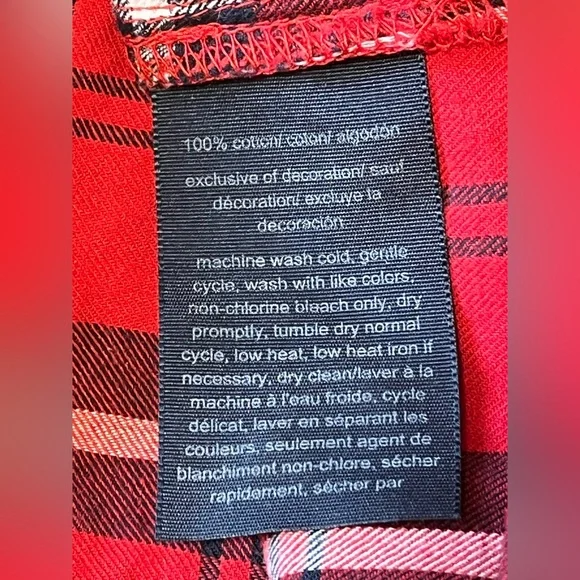 100% cotton/ coton/ algodón
exclusive of decoration/ sauf
décoration/ excluye la
decoración
machine wash cold, gentle
cycle, wash with like colors,
non-chlorine bleach only, dry
promptly, tumble dry normal
cycle, low heat, low heat iron if
necessary, dry clean/laver à la
machine à l'eau froide, cycle
délicat, laver en séparant les
couleurs, seulement agent de
blanchiment non-chlore, sécher
rapidement, sécher par